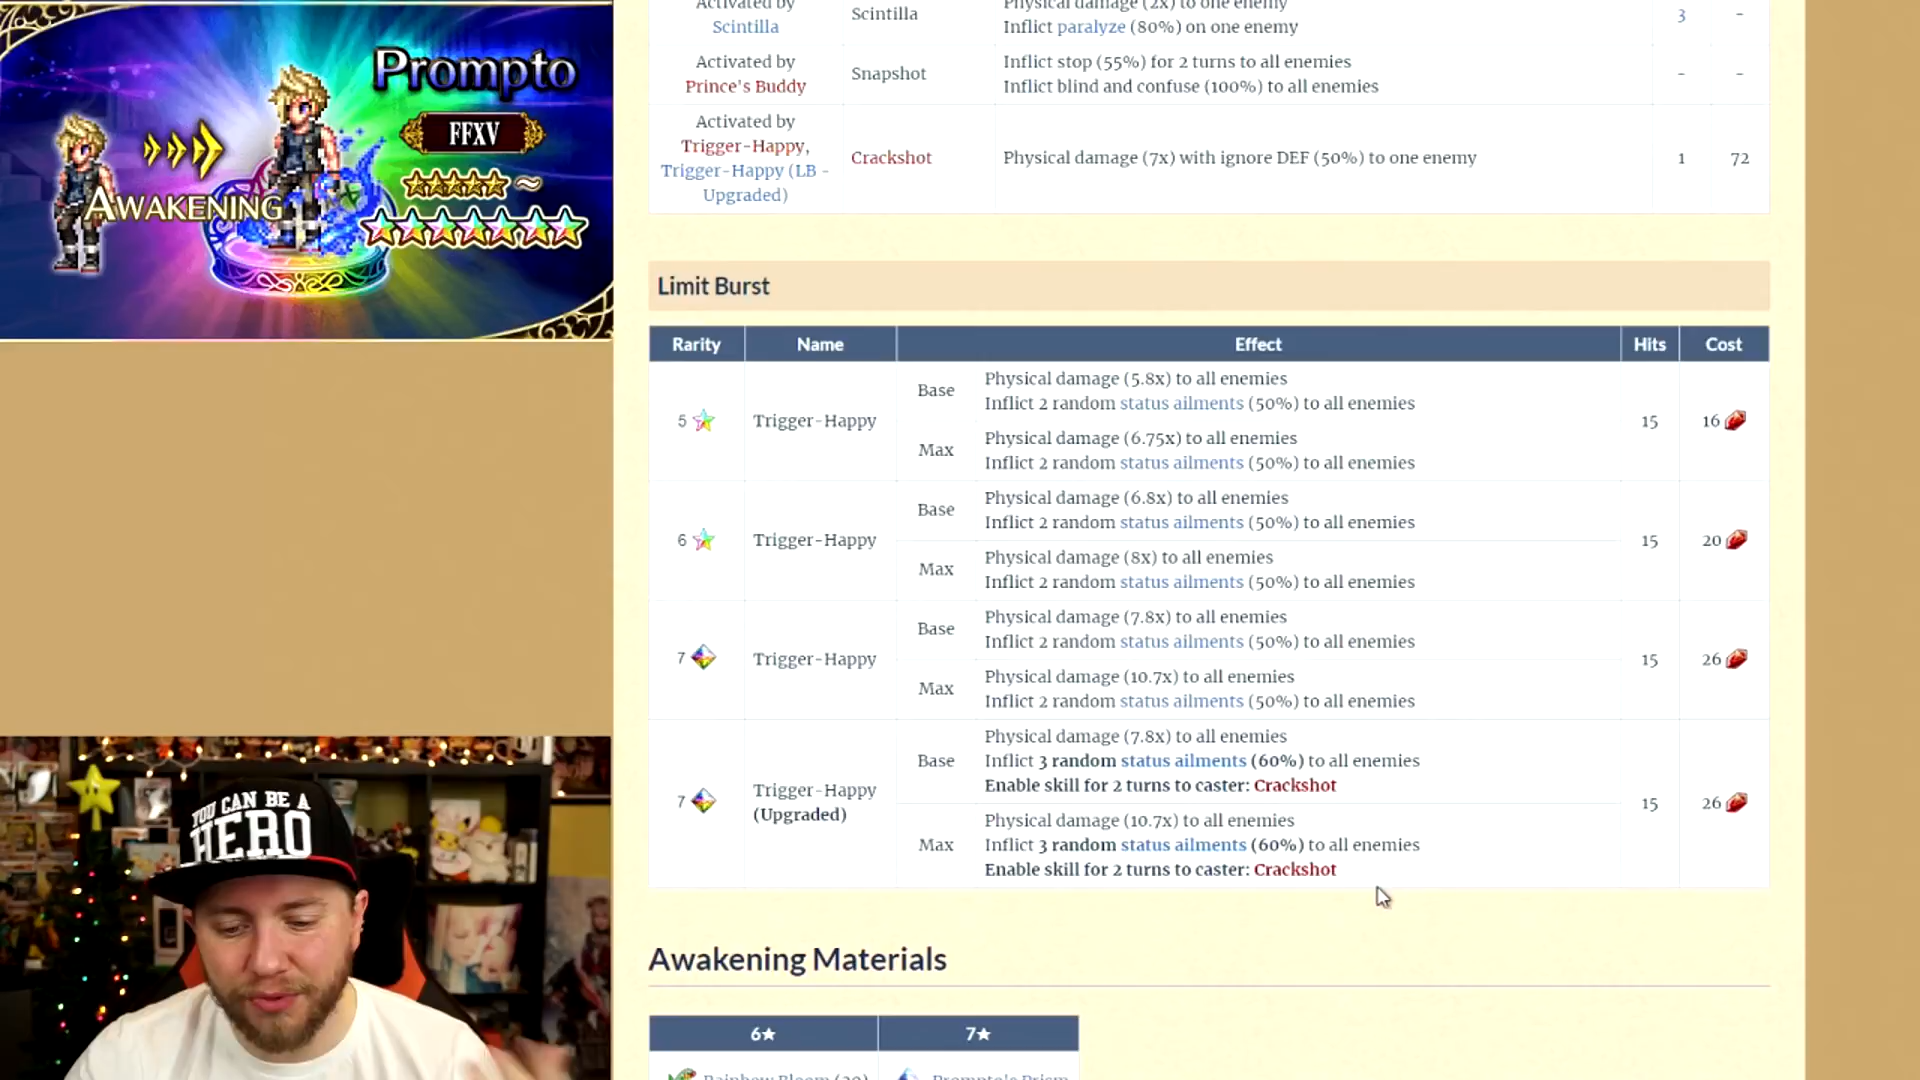 Prompto
FFXV
AWAKENING
YOU CAN BE A
HERO
Activated by
Scintilla
Scintilla
Physical damage (2x) to one enemy
Inflict paralyze (80%) on one enemy
3
-
Activated by
Prince's Buddy
Snapshot
Inflict stop (55%) for 2 turns to all enemies
Inflict blind and confuse (100%) to all enemies
-
-
Activated by
Trigger-Happy,
Trigger-Happy (LB -
Upgraded)
Crackshot
Physical damage (7x) with ignore DEF (50%) to one enemy
1
72
Limit Burst
Rarity Name Effect Hits Cost
5
Trigger-Happy
Base
Physical damage (5.8x) to all enemies
Inflict 2 random status ailments (50%) to all enemies
Max
Physical damage (6.75x) to all enemies
Inflict 2 random status ailments (50%) to all enemies
15
16
6
Trigger-Happy
Base
Physical damage (6.8x) to all enemies
Inflict 2 random status ailments (50%) to all enemies
Max
Physical damage (8x) to all enemies
Inflict 2 random status ailments (50%) to all enemies
15
20
7
Trigger-Happy
Base
Physical damage (7.8x) to all enemies
Inflict 2 random status ailments (50%) to all enemies
Max
Physical damage (10.7x) to all enemies
Inflict 2 random status ailments (50%) to all enemies
15
26
7
Trigger-Happy
(Upgraded)
Base
Physical damage (7.8x) to all enemies
Inflict 3 random status ailments (60%) to all enemies
Enable skill for 2 turns to caster: Crackshot
Max
Physical damage (10.7x) to all enemies
Inflict 3 random status ailments (60%) to all enemies
Enable skill for 2 turns to caster: Crackshot
15
26
Awakening Materials
6★ 7★
Rainbow Bloom (20) Prompto's Prism